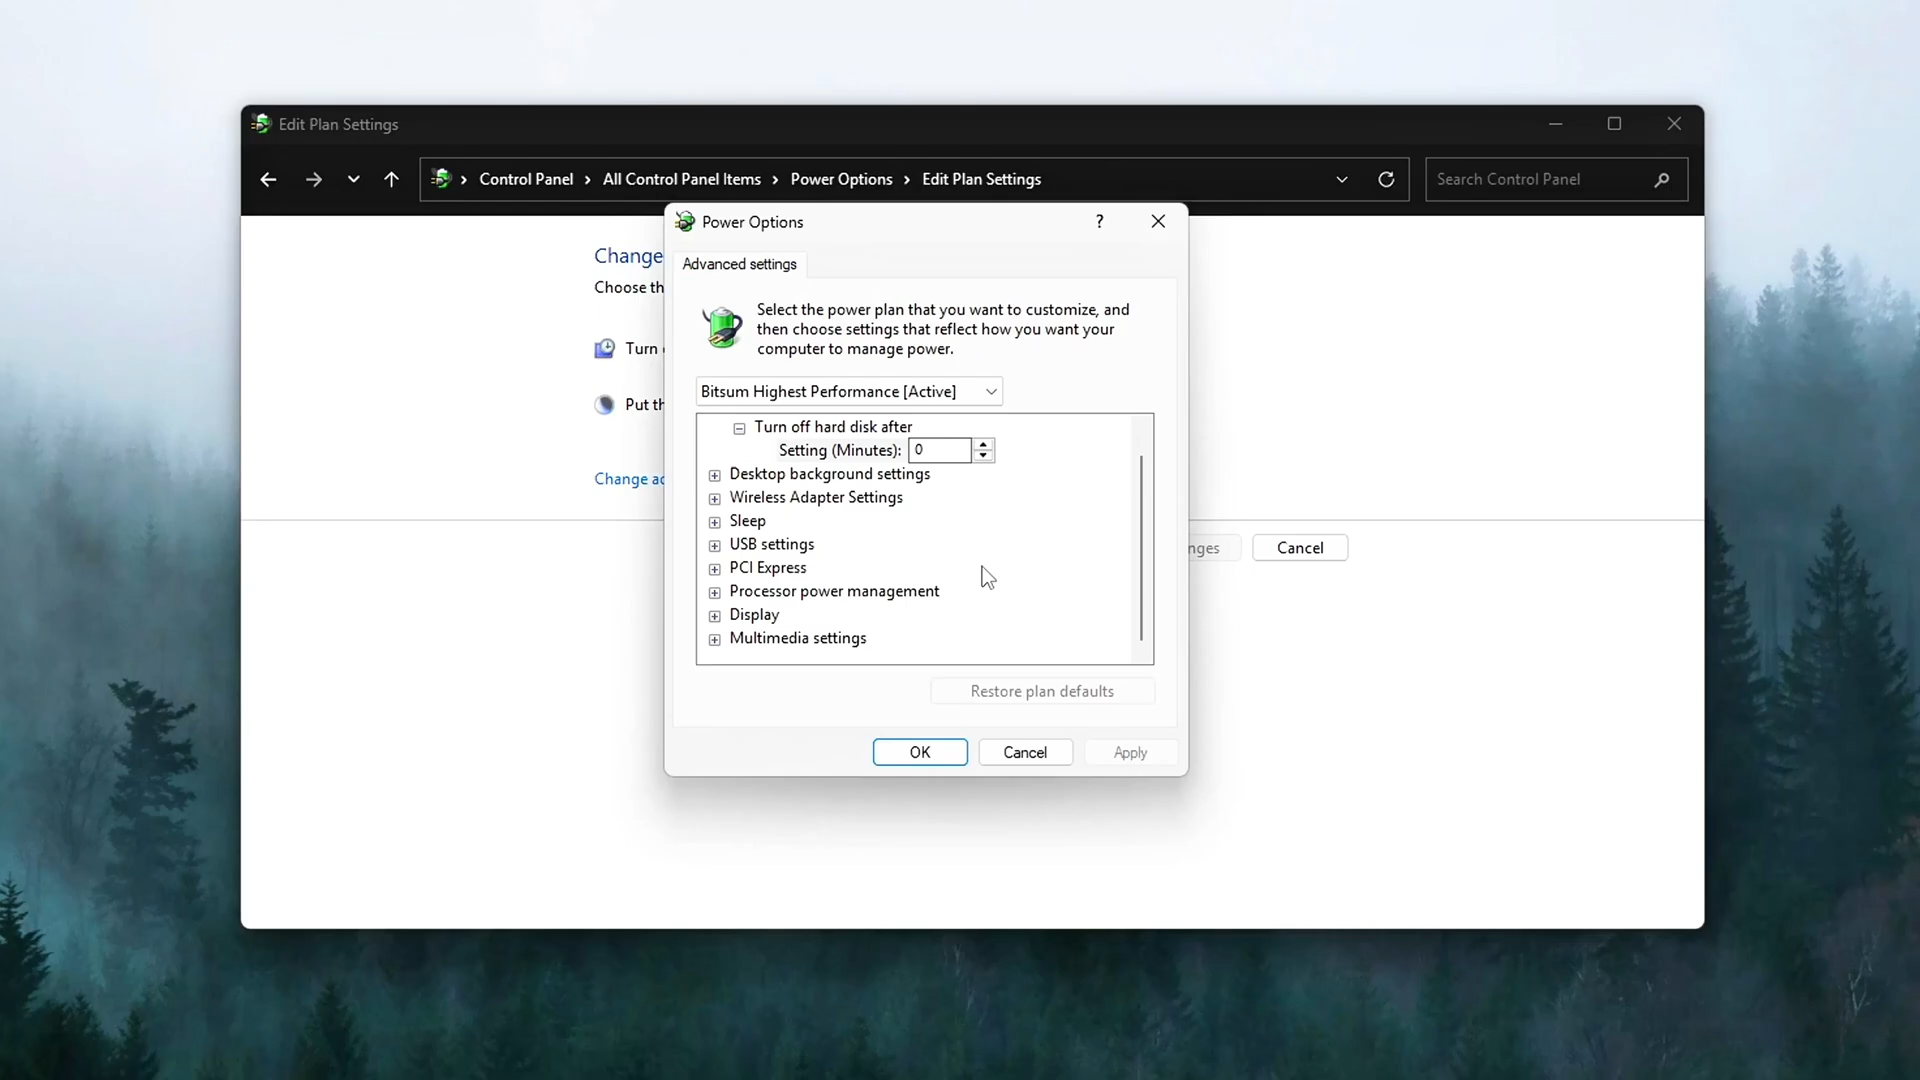 Edit Plan Settings
Control Panel › All Control Panel Items › Power Options › Edit Plan Settings
Search Control Panel
Power Options
?
Advanced settings
Change
Choose th
Turn
Put th
Change ad
Select the power plan that you want to customize, and
then choose settings that reflect how you want your
computer to manage power.
Bitsum Highest Performance [Active]
Turn off hard disk after
Setting (Minutes): 0
Desktop background settings
Wireless Adapter Settings
Sleep
USB settings
PCI Express
Processor power management
Display
Multimedia settings
nges
Cancel
Restore plan defaults
OK
Cancel
Apply